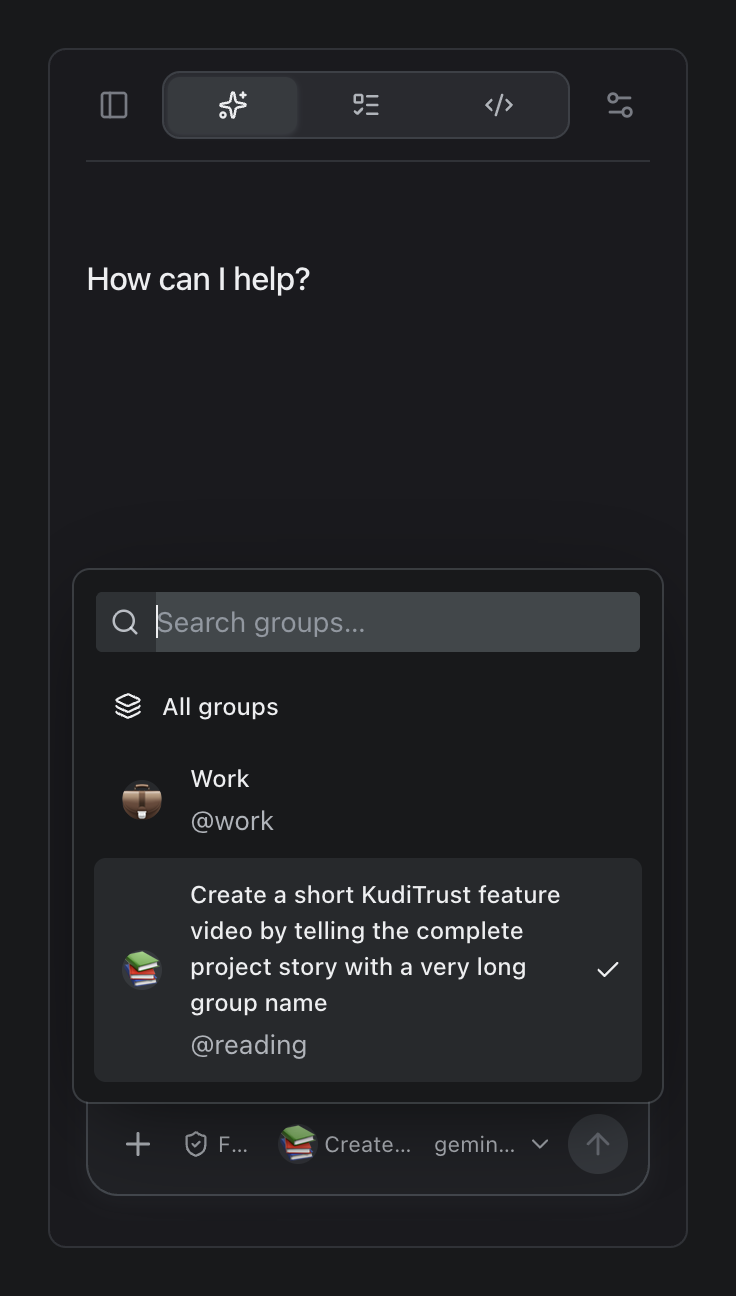 How can I help?
Search groups...
All groups
Work
@work
Create a short KudiTrust feature
video by telling the complete
project story with a very long
group name
@reading
F... Create... gemin...